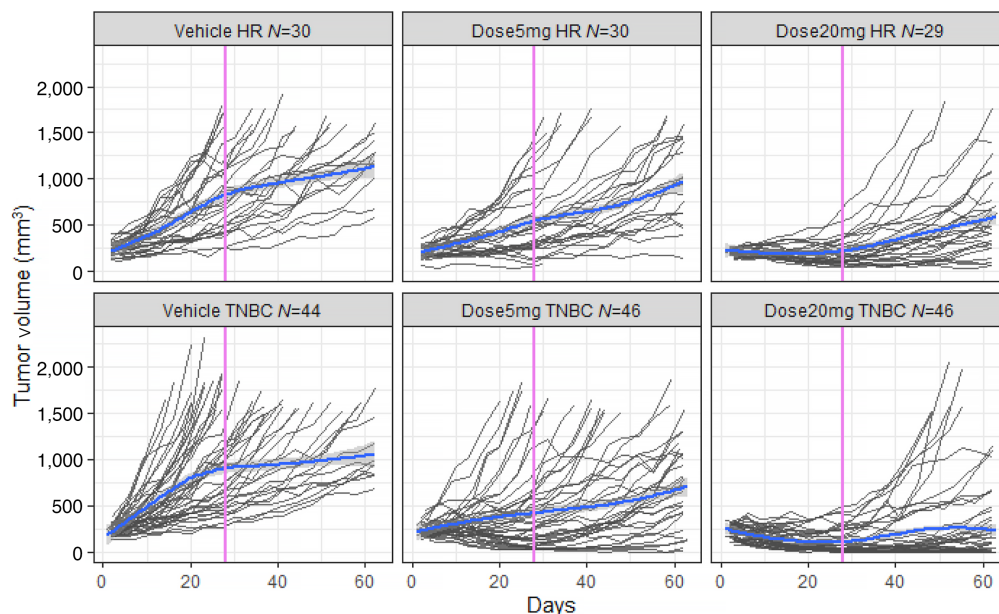 Vehicle HR N=30
Dose5mg HR N=30
Dose20mg HR N=29
2,000
1,500
1,000
500
0
Vehicle TNBC N=44
Dose5mg TNBC N=46
Dose20mg TNBC N=46
2,000
1,500
1,000
500
0
Tumor volume (mm³)
0 20 40 60
0 20 40 60
0 20 40 60
Days